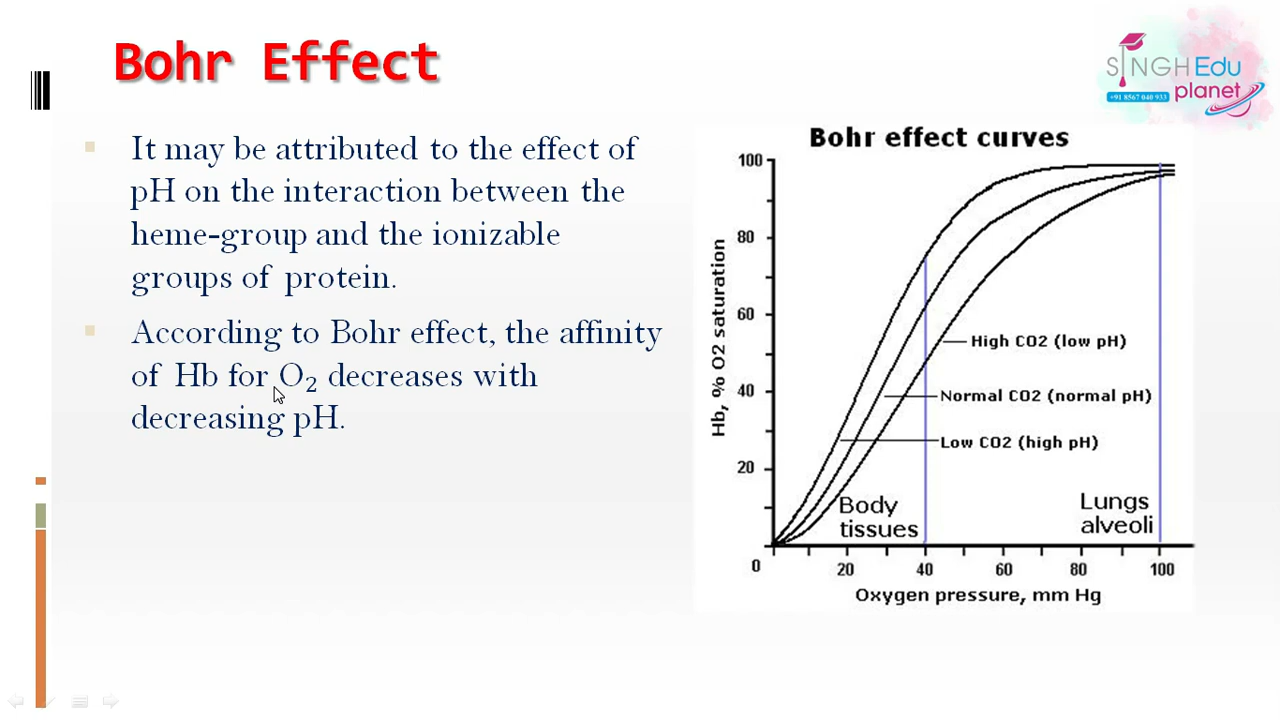 Bohr Effect
SINGH Edu
planet
+91 8567 040 933
It may be attributed to the effect of
pH on the interaction between the
heme-group and the ionizable
groups of protein.
According to Bohr effect, the affinity
of Hb for O₂ decreases with
decreasing pH.
Bohr effect curves
100
80
60
40
20
0
Hb, % O2 saturation
High CO2 (low pH)
Normal CO2 (normal pH)
Low CO2 (high pH)
Body
tissues
Lungs
alveoli
20 40 60 80 100
Oxygen pressure, mm Hg